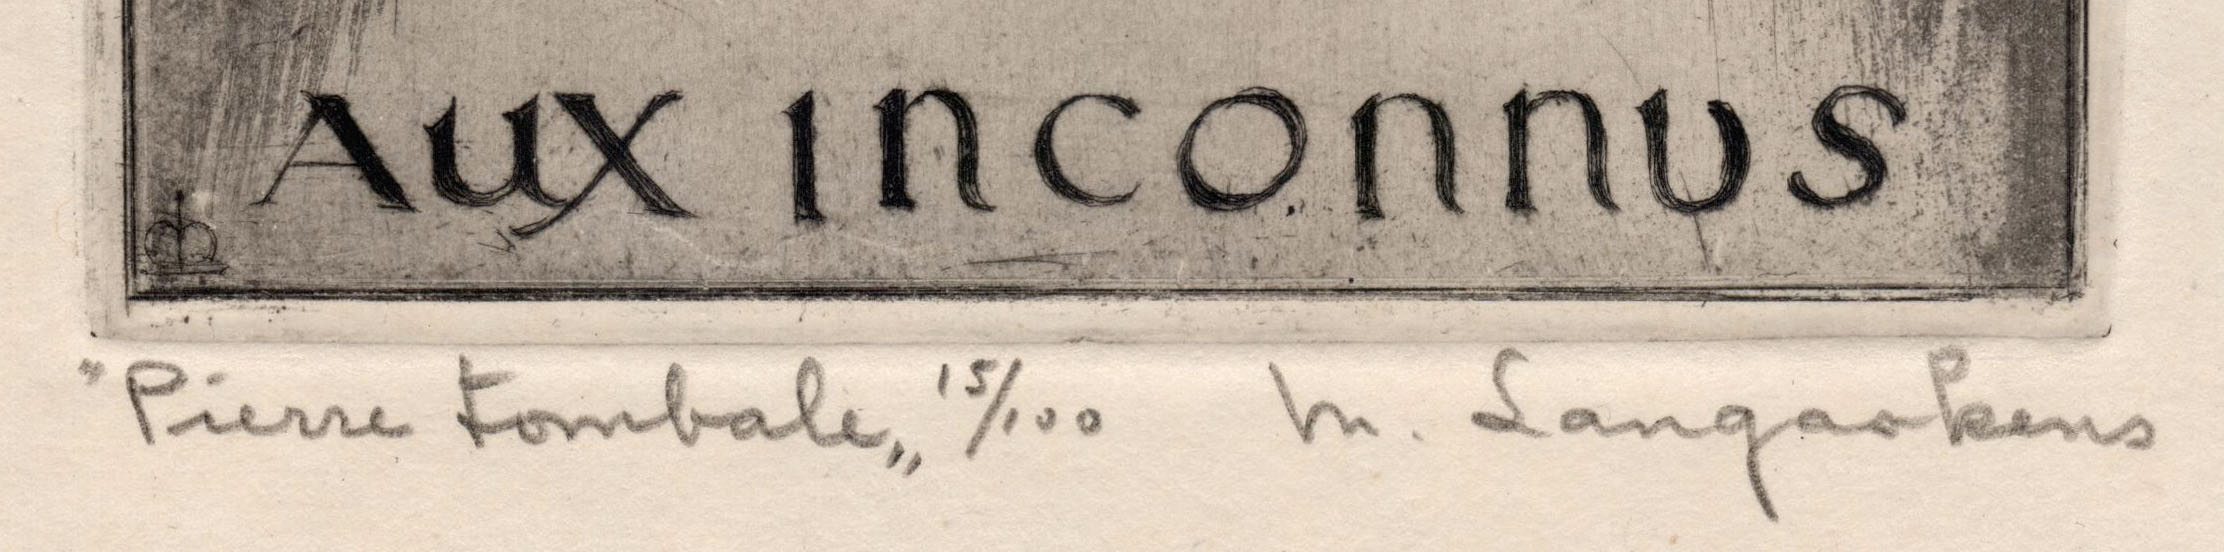 Aux inconnus
"Pierre tombale„ 15/100 M. Langaskens